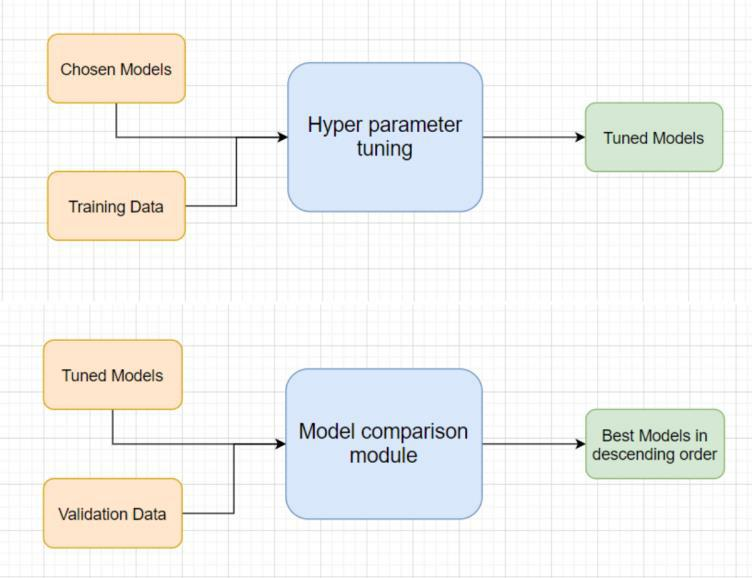 Chosen Models
Hyper parameter
tuning
Tuned Models
Training Data
Tuned Models
Model comparison
module
Best Models in
descending order
Validation Data